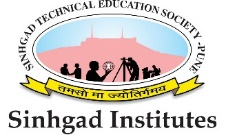 SINHGAD TECHNICAL EDUCATION SOCIETY - PUNE
तमसो मा ज्योतिर्गमय
Sinhgad Institutes